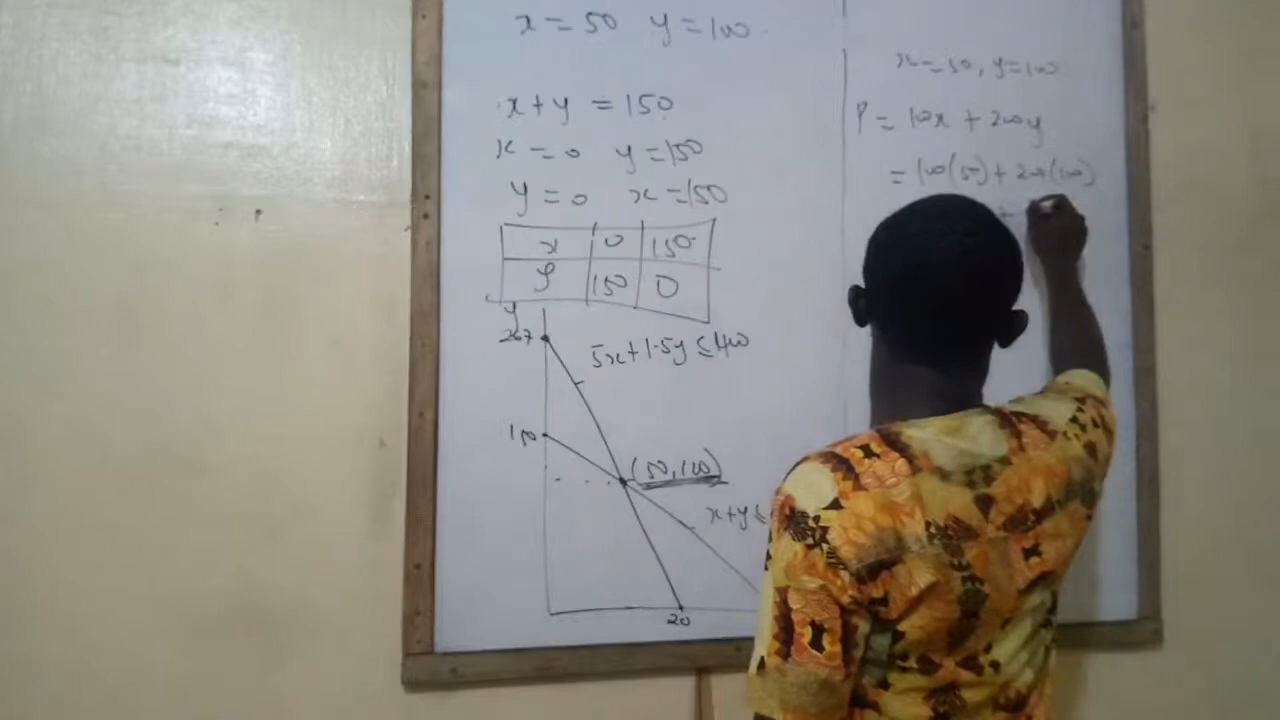 x = 50 y = 100
x + y = 150
x = 0 y = 150
y = 0 x = 150
x 0 150
y 150 0
y
267
5x + 1.5y ≤ 400
150
(50, 100)
x + y ≤
20
x = 50, y = 100
P = 100x + 200y
= 100(50) + 200(100)
+